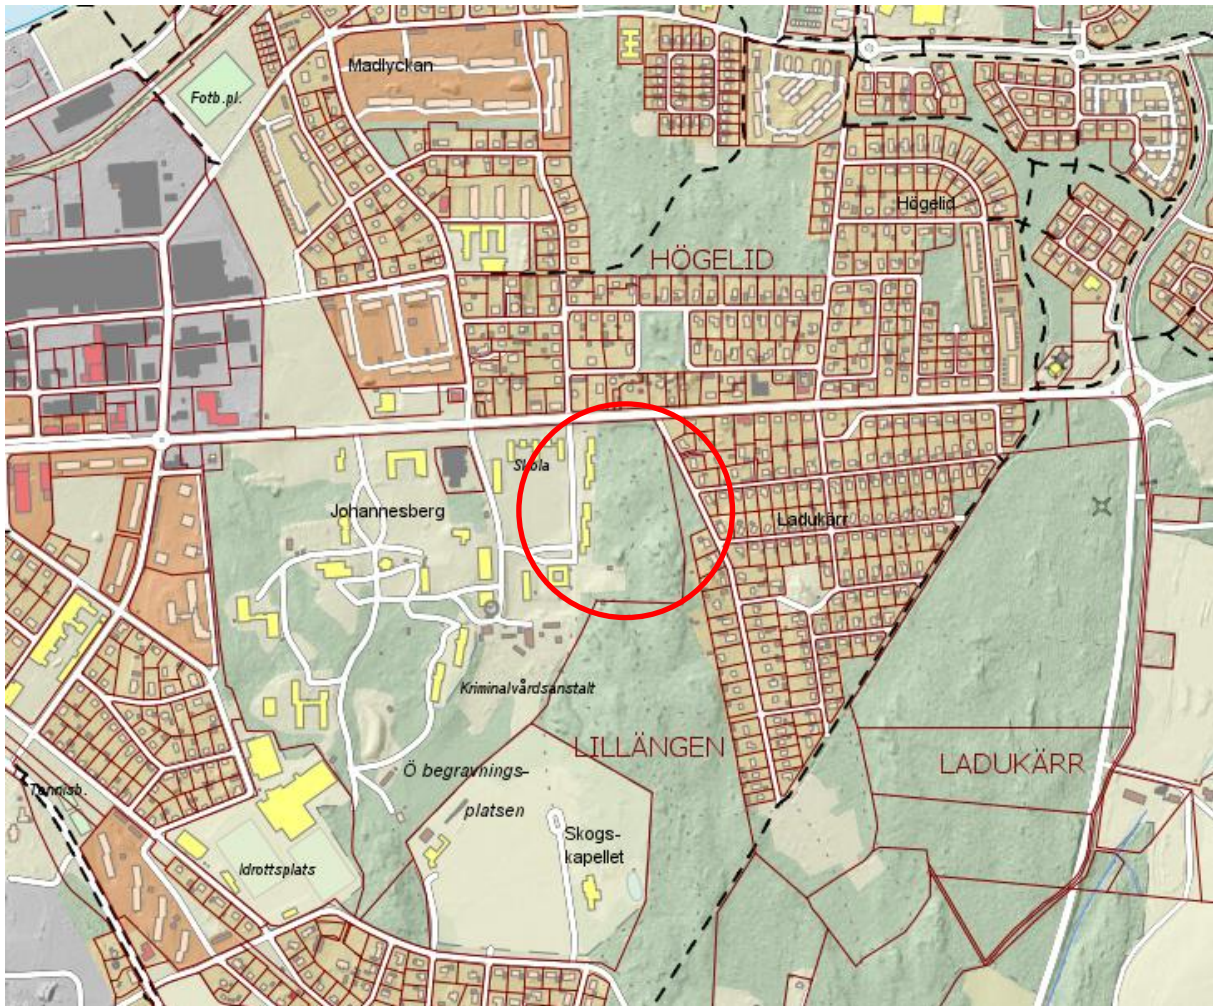 Madlyckan
Fotb.pl.
Högelid
HÖGELID
Skola
Johannesberg
Ladukärr
Kriminalvårdsanstalt
LILLÄNGEN
LADUKÄRR
Ö begravnings-
platsen
Tennisb.
Skogs-
kapellet
Idrottsplats